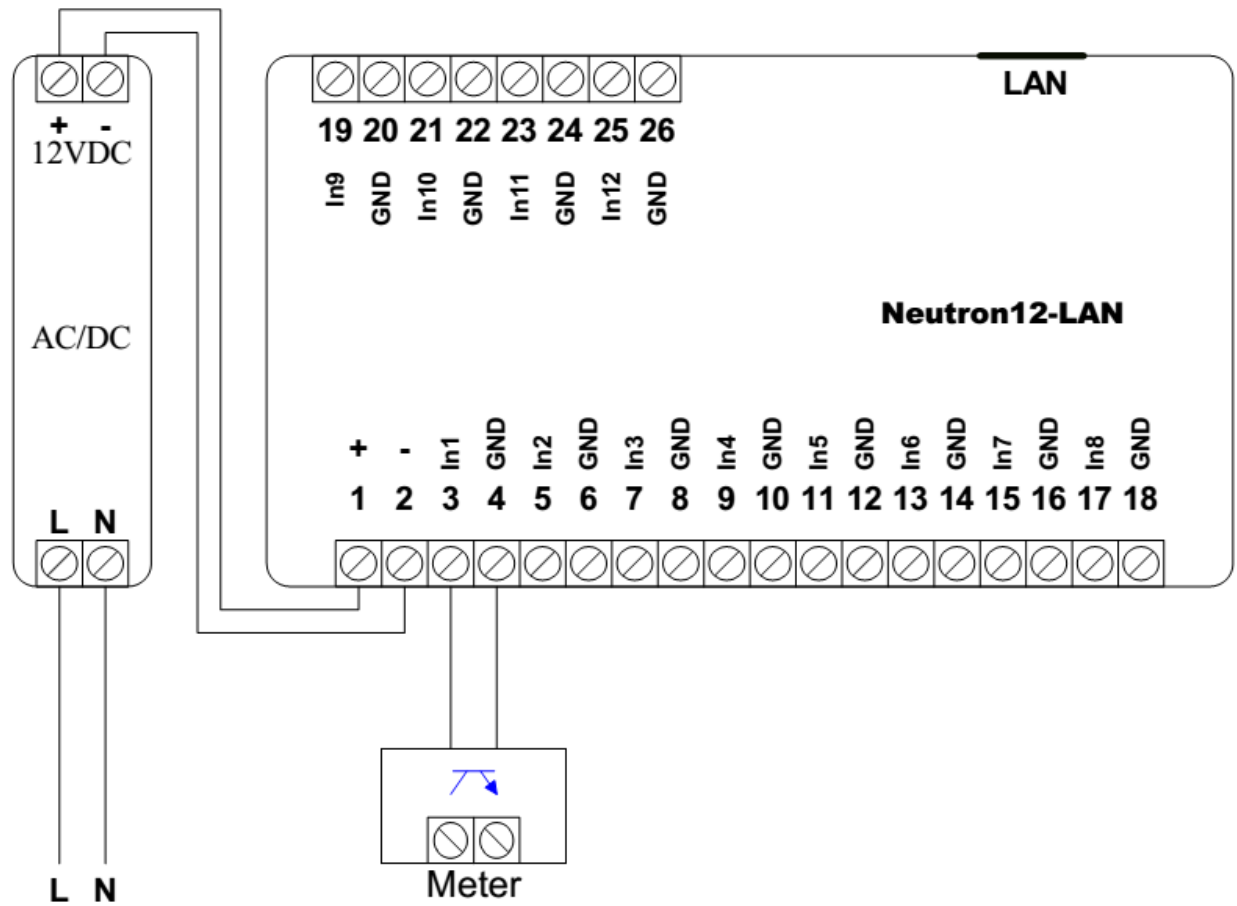 LAN
+ -
12VDC
19 20 21 22 23 24 25 26
In9 GND In10 GND In11 GND In12 GND
Neutron12-LAN
AC/DC
+ - In1 GND In2 GND In3 GND In4 GND In5 GND In6 GND In7 GND In8 GND
1 2 3 4 5 6 7 8 9 10 11 12 13 14 15 16 17 18
L N
Meter
L N